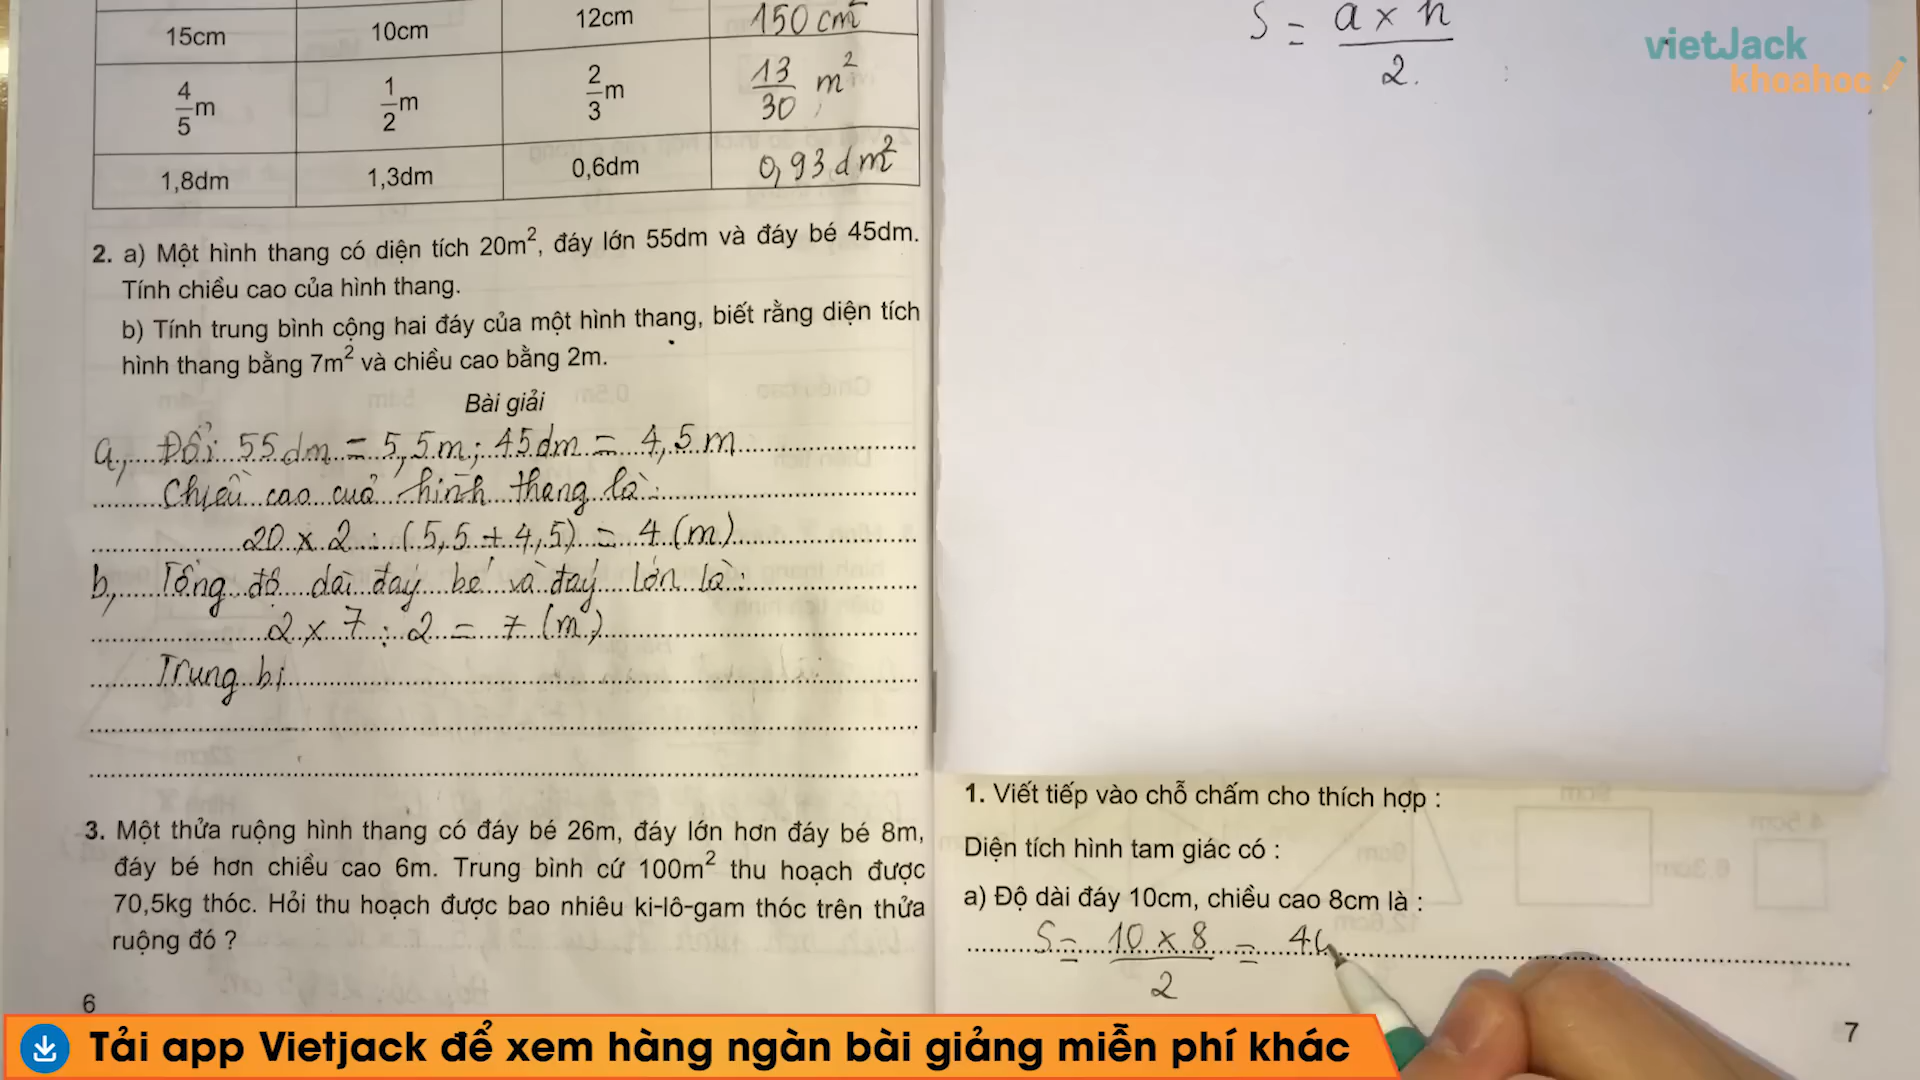 15cm 10cm 12cm 150 cm²
4/5 m 1/2 m 2/3 m 13/30 m²
1,8dm 1,3dm 0,6dm 0,93 dm²
2. a) Một hình thang có diện tích 20m², đáy lớn 55dm và đáy bé 45dm.
Tính chiều cao của hình thang.
b) Tính trung bình cộng hai đáy của một hình thang, biết rằng diện tích
hình thang bằng 7m² và chiều cao bằng 2m.
Bài giải
a, Đổi 55dm = 5,5m; 45dm = 4,5m
Chiều cao cuả hình thang là:
20 x 2 : (5,5 + 4,5) = 4 (m)
b, Tổng độ dài đáy bé và đáy lớn là:
2 x 7 : 2 = 7 (m)
Trung bì
3. Một thửa ruộng hình thang có đáy bé 26m, đáy lớn hơn đáy bé 8m,
đáy bé hơn chiều cao 6m. Trung bình cứ 100m² thu hoạch được
70,5kg thóc. Hỏi thu hoạch được bao nhiêu ki-lô-gam thóc trên thửa
ruộng đó ?
6
S = a x h / 2
vietJack
khoahoc
1. Viết tiếp vào chỗ chấm cho thích hợp :
Diện tích hình tam giác có :
a) Độ dài đáy 10cm, chiều cao 8cm là :
S = 10 x 8 / 2 = 40
7
Tải app Vietjack để xem hàng ngàn bài giảng miễn phí khác